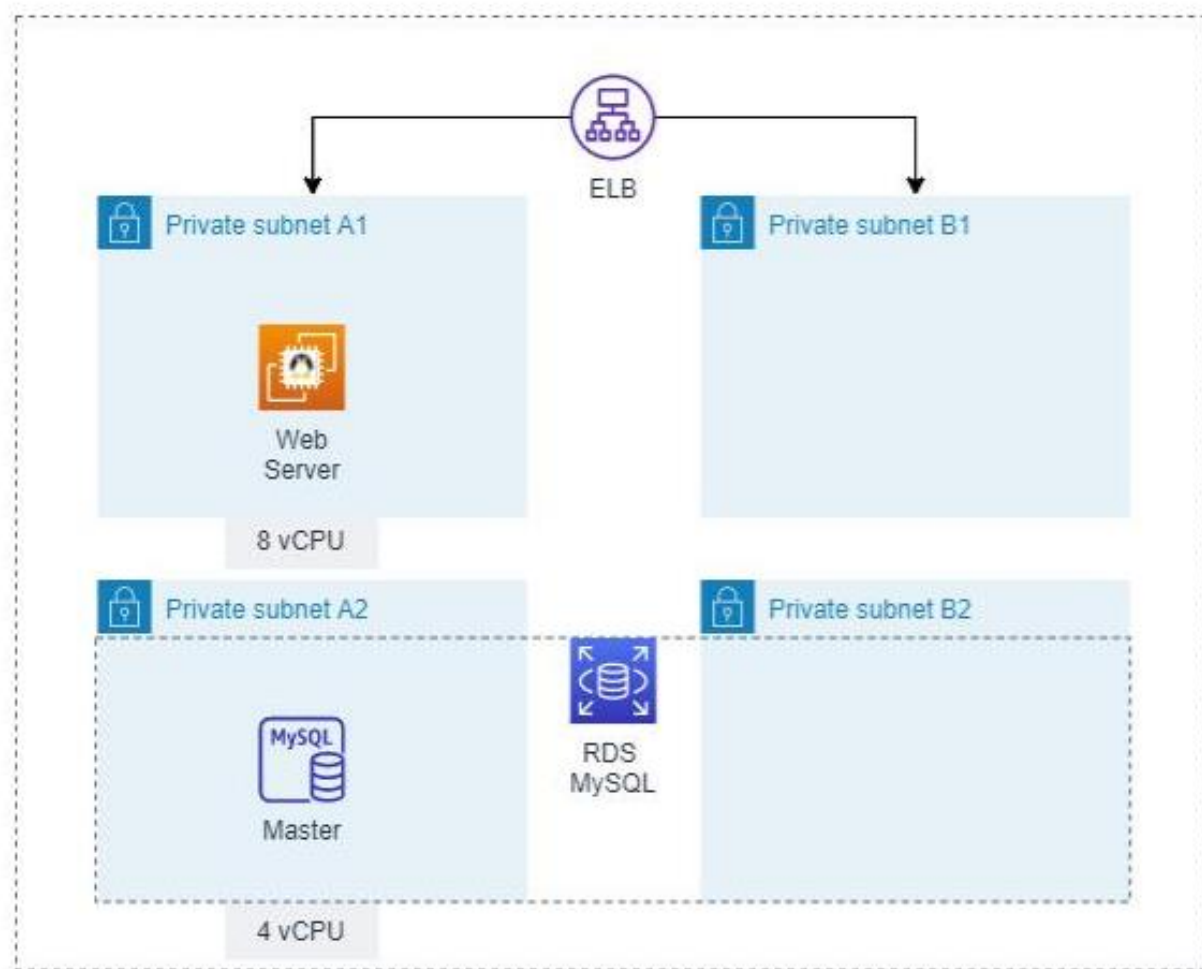 ELB
Private subnet A1
Private subnet B1
Web
Server
8 vCPU
Private subnet A2
Private subnet B2
MySQL
Master
RDS
MySQL
4 vCPU